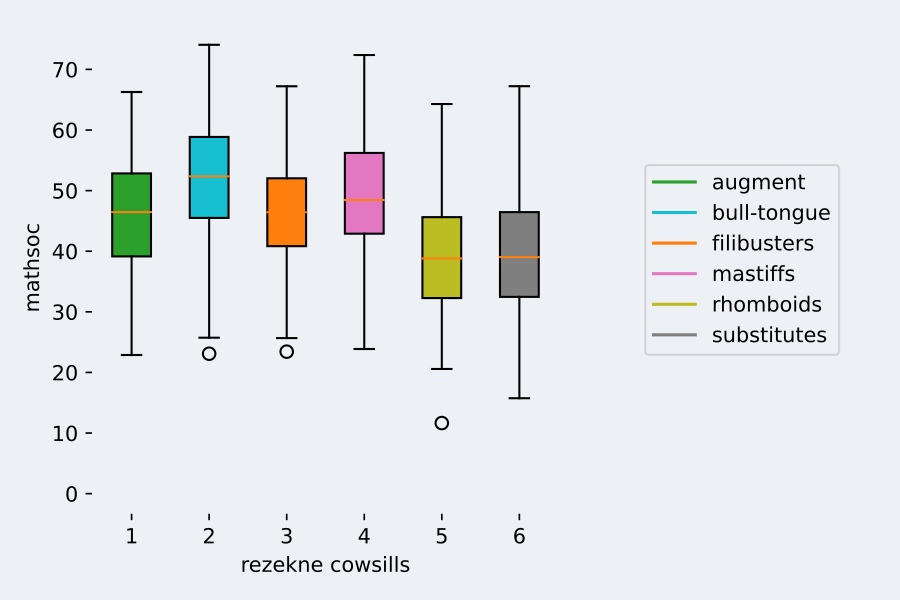 mathsoc
70
60
50
40
30
20
10
0
1 2 3 4 5 6
rezekne cowsills
augment
bull-tongue
filibusters
mastiffs
rhomboids
substitutes